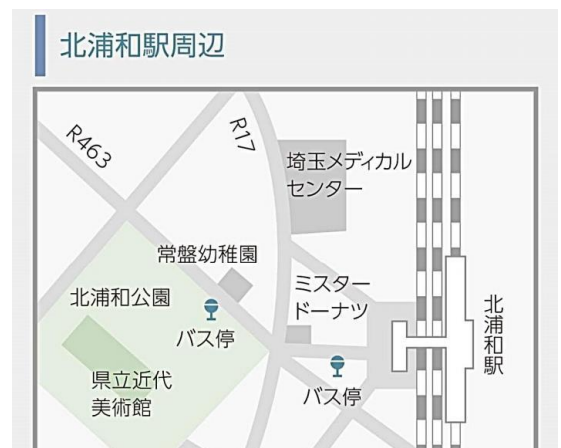 北浦和駅周辺
R463
R17
埼玉メディカル
センター
常盤幼稚園
ミスター
ドーナツ
北浦和公園
バス停
北浦和駅
県立近代
美術館
バス停